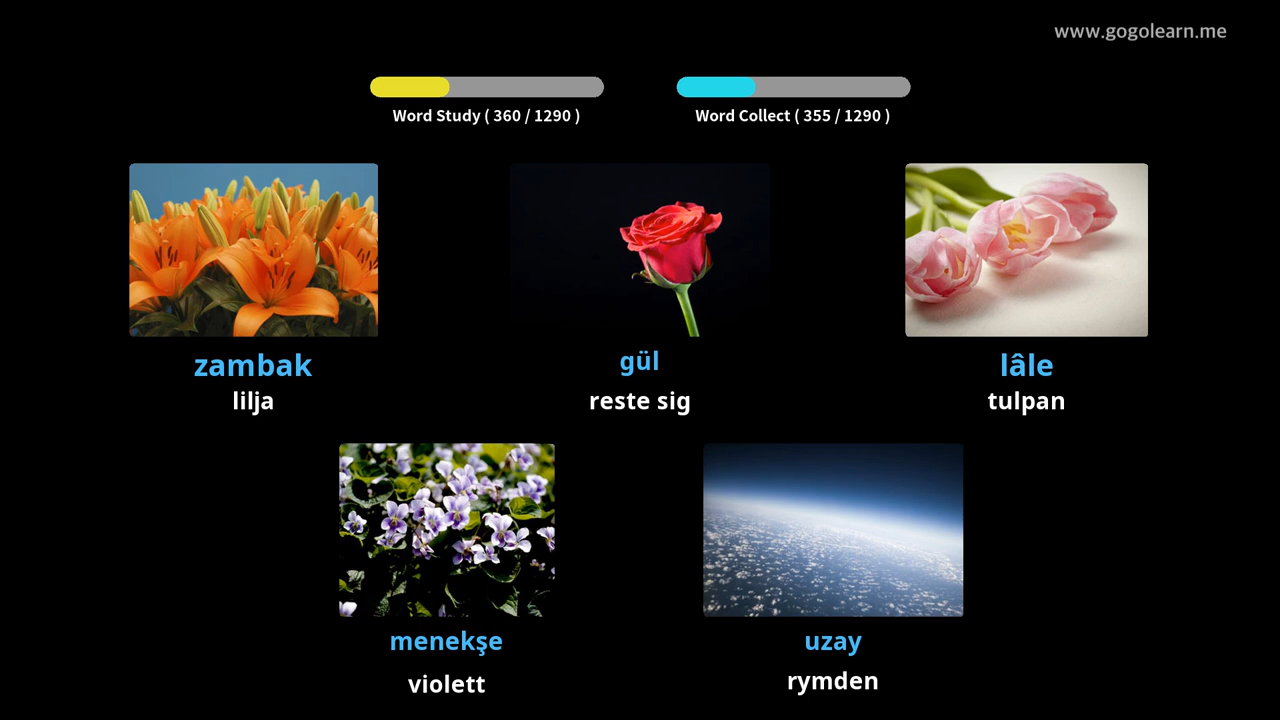 www.gogolearn.me
Word Study ( 360 / 1290 )
Word Collect ( 355 / 1290 )
zambak
lilja
gül
reste sig
lâle
tulpan
menekşe
violett
uzay
rymden